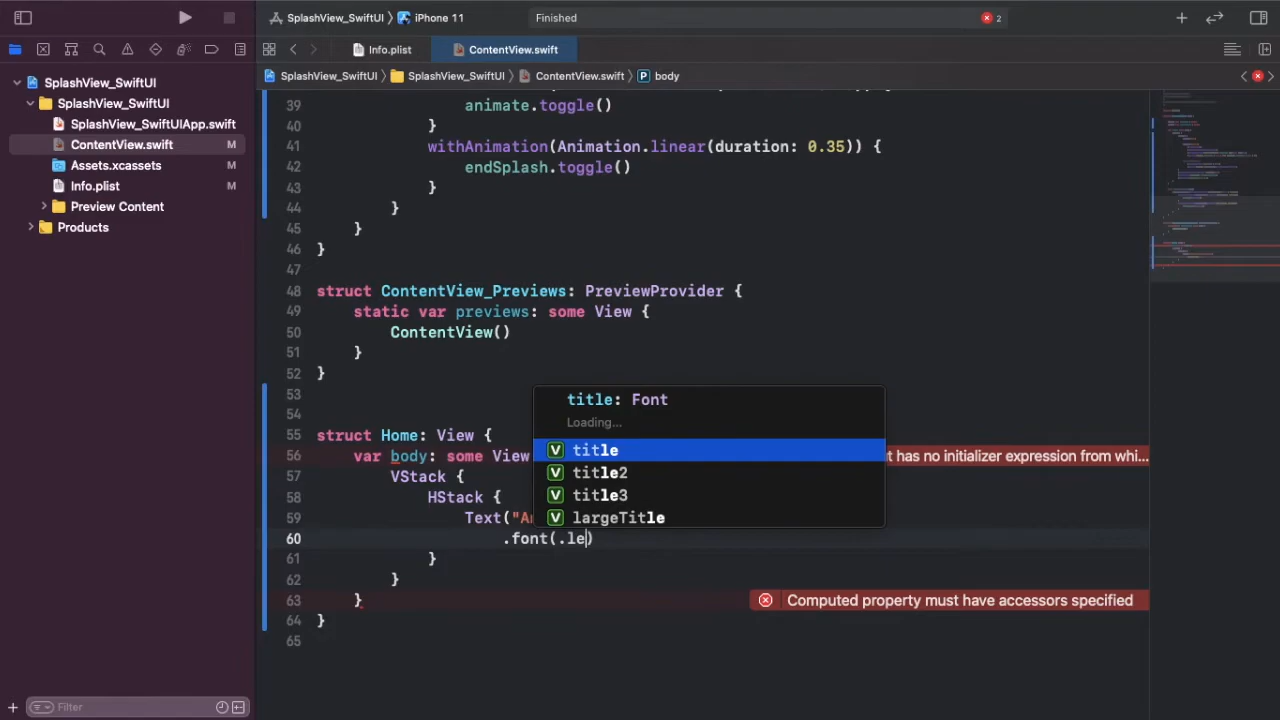 SplashView_SwiftUI › iPhone 11
Finished
2
Info.plist
ContentView.swift
SplashView_SwiftUI › SplashView_SwiftUI › ContentView.swift › P body
SplashView_SwiftUI
SplashView_SwiftUI
SplashView_SwiftUIApp.swift
ContentView.swift M
Assets.xcassets
Info.plist M
Preview Content
Products
39 animate.toggle()
40 }
41 withAnimation(Animation.linear(duration: 0.35)) {
42 endSplash.toggle()
43 }
44 }
45 }
46 }
47
48 struct ContentView_Previews: PreviewProvider {
49 static var previews: some View {
50 ContentView()
51 }
52 }
53
54
title: Font
Loading...
V title
V title2
V title3
V largeTitle
55 struct Home: View {
56 var body: some View
has no initializer expression from whi...
57 VStack {
58 HStack {
59 Text(
60 .font(.le)
61 }
62 }
63 }
Computed property must have accessors specified
64 }
65
Filter